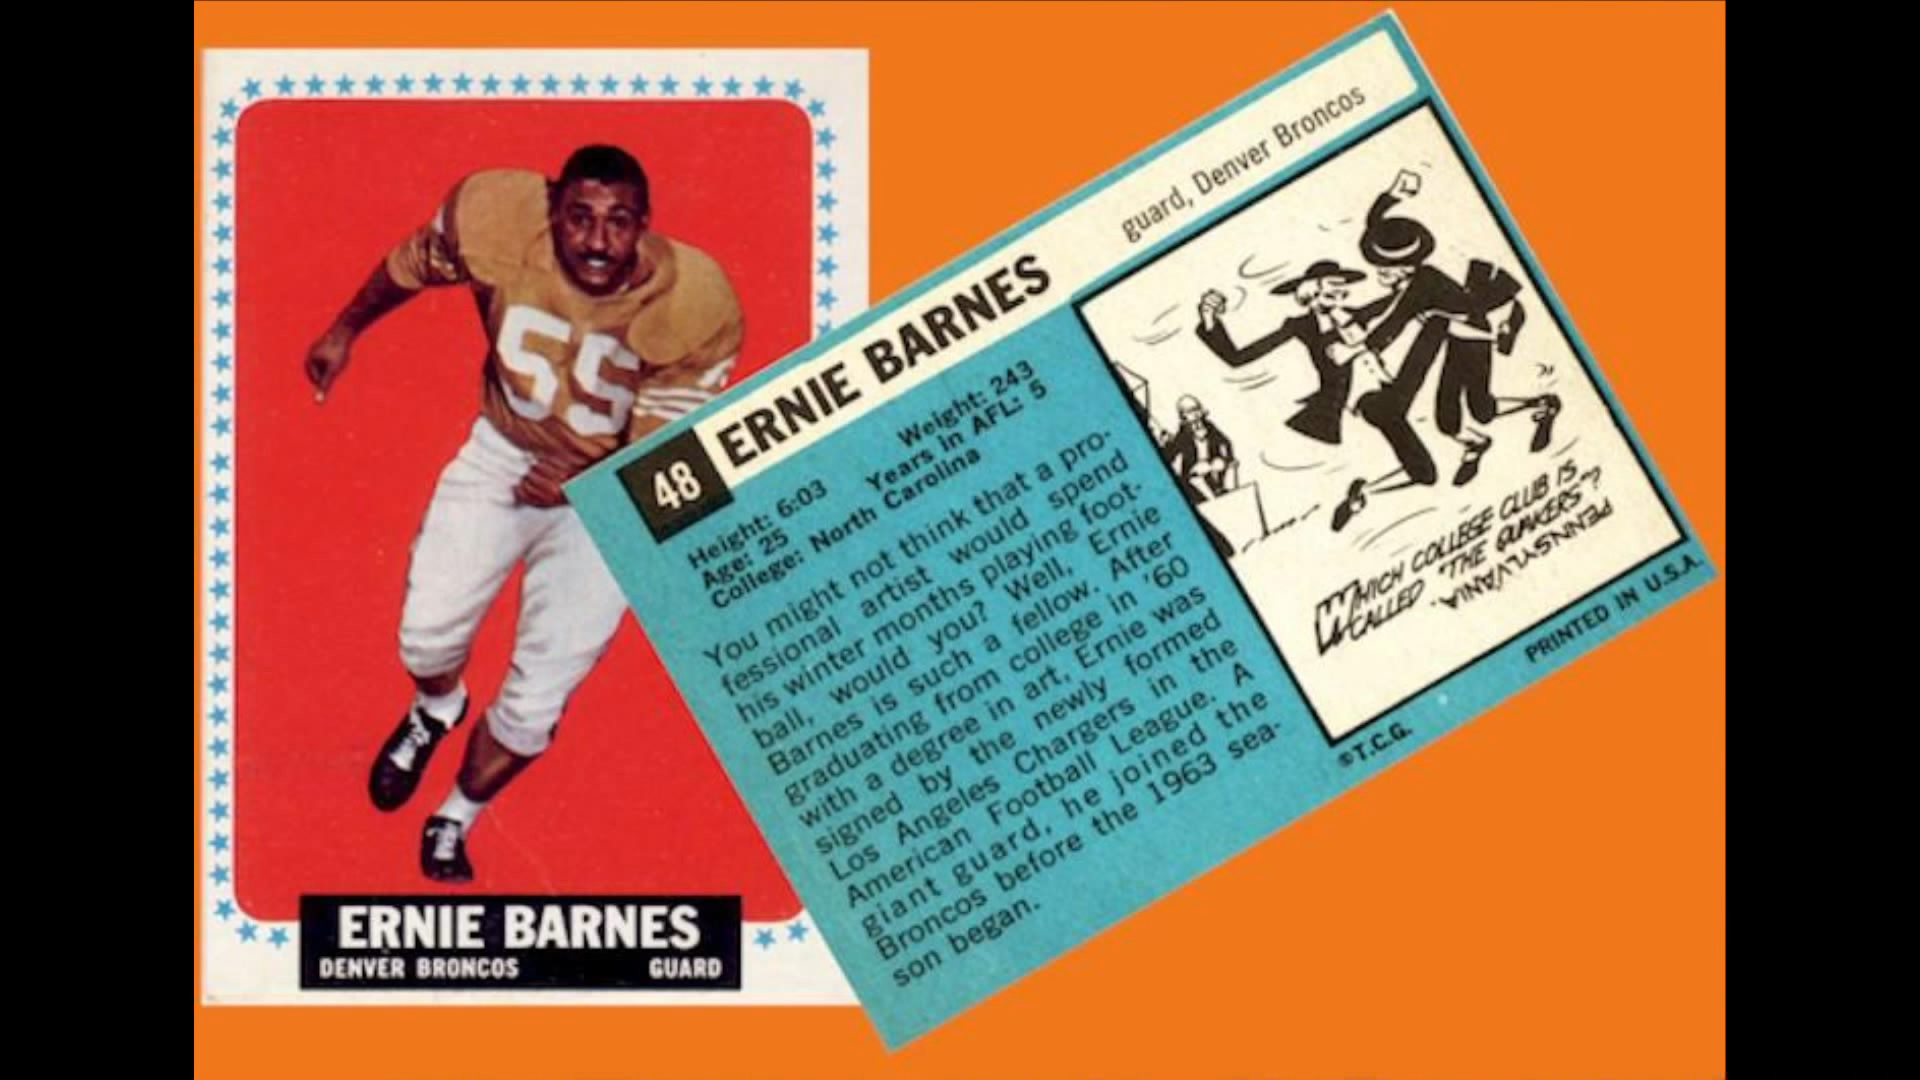 55
ERNIE BARNES
DENVER BRONCOS GUARD
48 ERNIE BARNES guard, Denver Broncos
Height: 6:03 Weight: 243
Age: 25 Years in AFL: 5
College: North Carolina
You might not think that a pro-
fessional artist would spend
his winter months playing foot-
ball, would you? Well, Ernie
Barnes is such a fellow. After
graduating from college in '60
with a degree in art, Ernie was
signed by the newly formed
Los Angeles Chargers in the
American Football League. A
giant guard, he joined the
Broncos before the 1963 sea-
son began.
WHICH COLLEGE CLUB IS
CALLED "THE QUAKERS"?
PENNSYLVANIA.
©T.C.G. PRINTED IN U.S.A.